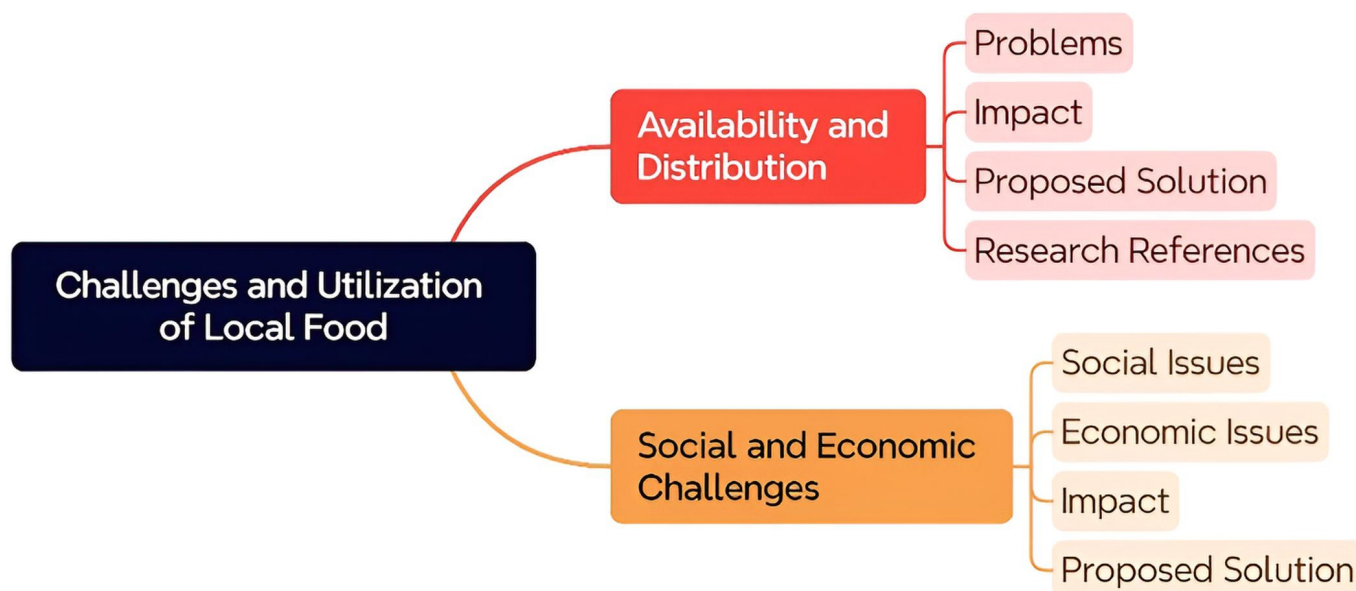 Challenges and Utilization
of Local Food
Availability and
Distribution
Problems
Impact
Proposed Solution
Research References
Social and Economic
Challenges
Social Issues
Economic Issues
Impact
Proposed Solution